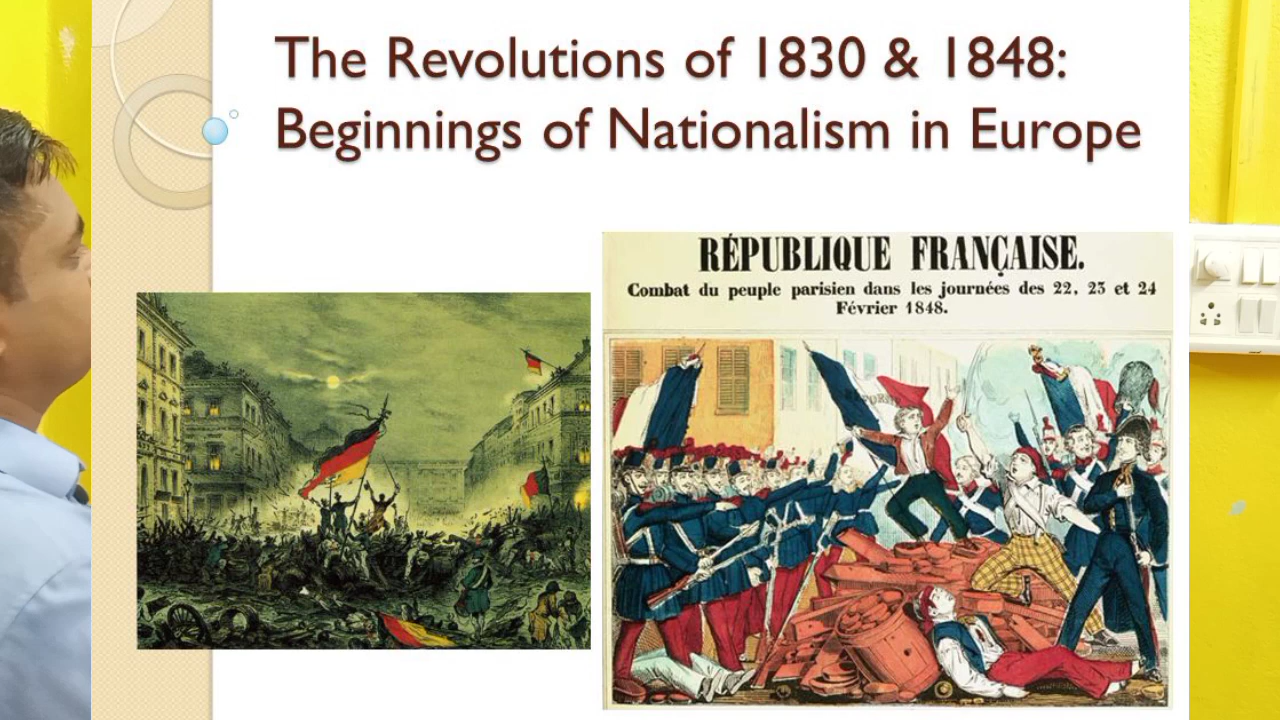 The Revolutions of 1830 & 1848:
Beginnings of Nationalism in Europe
RÉPUBLIQUE FRANÇAISE.
Combat du peuple parisien dans les journées des 22, 23 et 24
Février 1848.